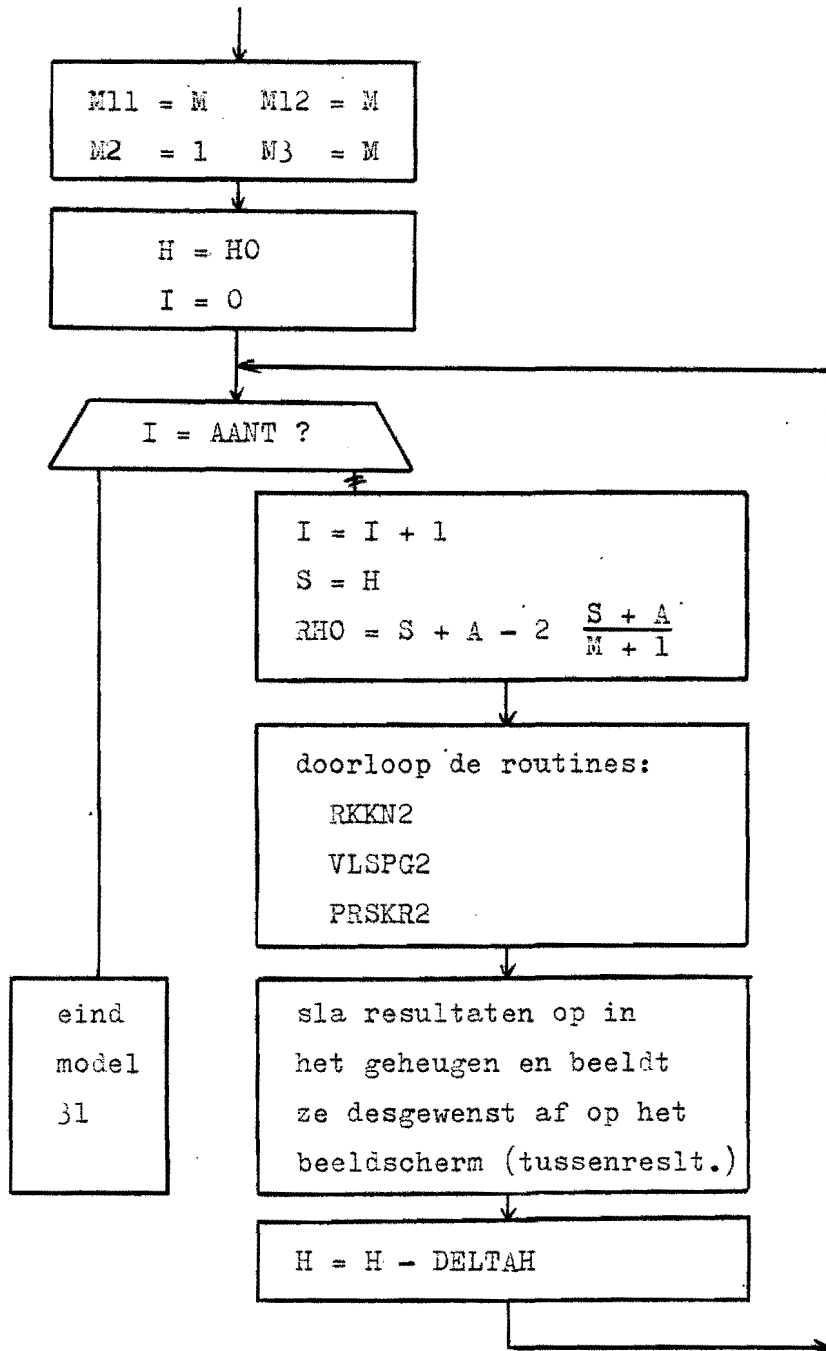 M11 = M M12 = M
M2 = 1 M3 = M
H = HO
I = O
I = AANT ?
≠
I = I + 1
S = H
RHO = S + A - 2 \frac{S + A}{M + 1}
doorloop de routines:
RKKN2
VLSPG2
PRSKR2
eind
model
31
sla resultaten op in
het geheugen en beeldt
ze desgewenst af op het
beeldscherm (tussenreslt.)
H = H - DELTAH